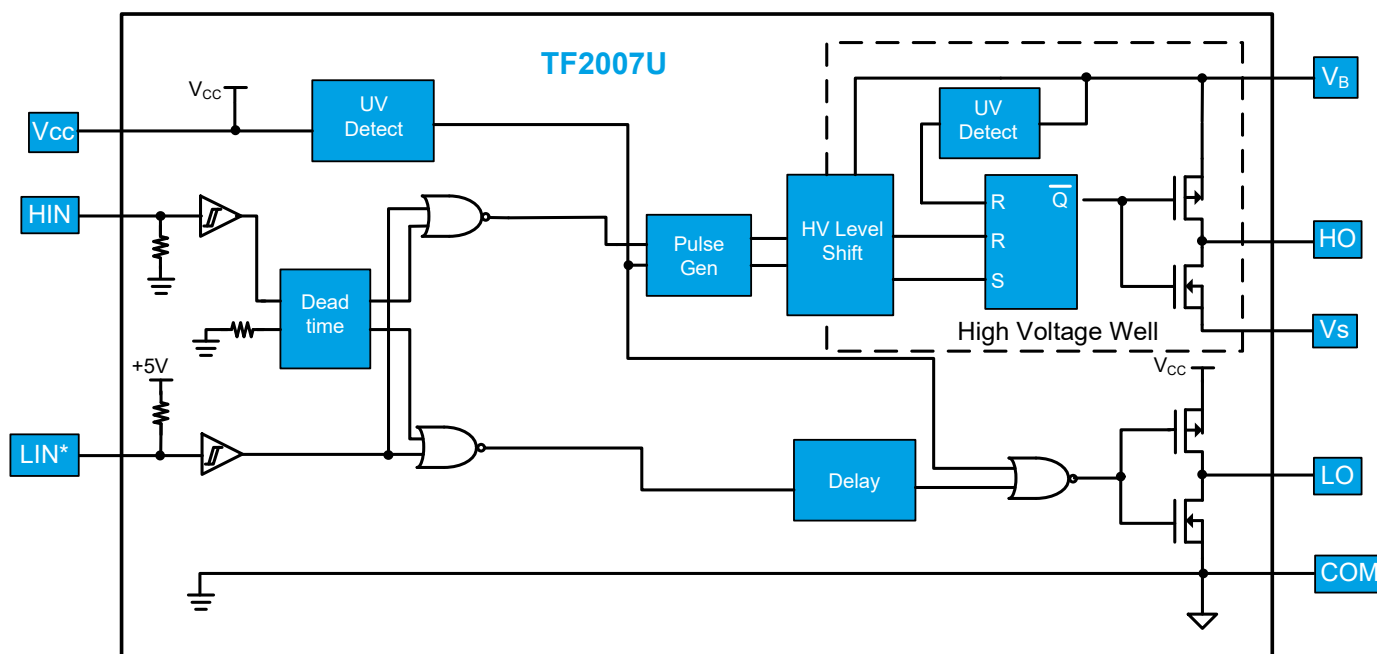 TF2007U
VB
VCC
UV
Detect
UV
Detect
Vcc
HIN
R
Q
Pulse
Gen
HV Level
Shift
R
HO
S
Dead
time
High Voltage Well
Vs
+5V
VCC
LIN*
Delay
LO
COM